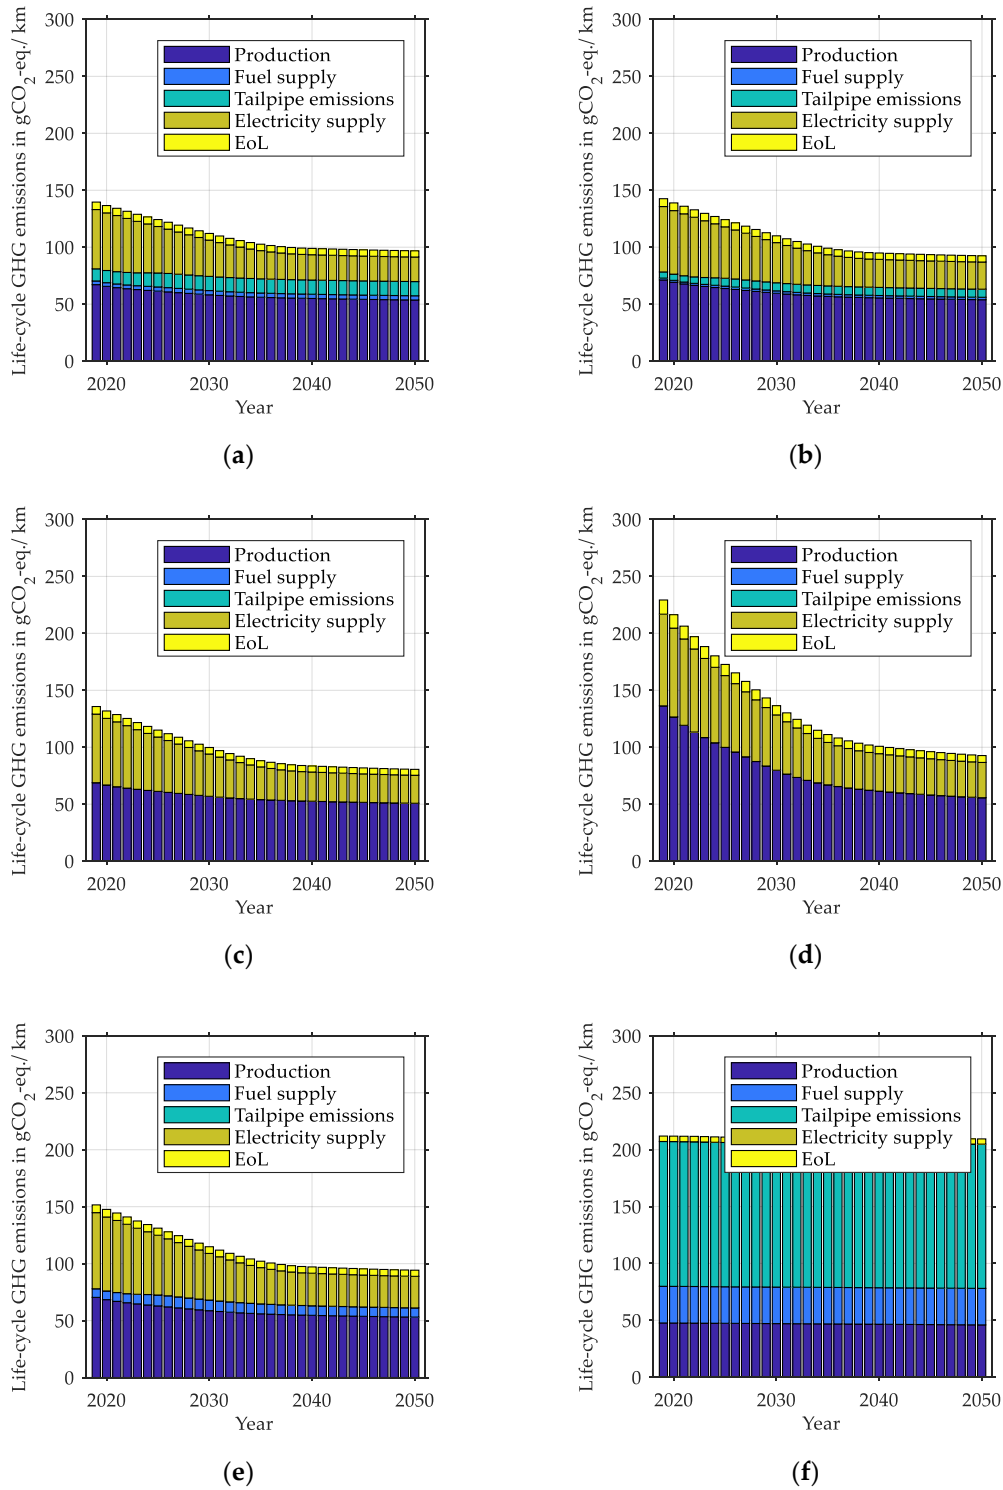 Life-cycle GHG emissions in gCO2-eq./ km
300
250
200
150
100
50
0
Production
Fuel supply
Tailpipe emissions
Electricity supply
EoL
2020
2030
2040
2050
Year
(a)
Life-cycle GHG emissions in gCO2-eq./ km
300
250
200
150
100
50
0
Production
Fuel supply
Tailpipe emissions
Electricity supply
EoL
2020
2030
2040
2050
Year
(b)
Life-cycle GHG emissions in gCO2-eq./ km
300
250
200
150
100
50
0
Production
Fuel supply
Tailpipe emissions
Electricity supply
EoL
2020
2030
2040
2050
Year
(c)
Life-cycle GHG emissions in gCO2-eq./ km
300
250
200
150
100
50
0
Production
Fuel supply
Tailpipe emissions
Electricity supply
EoL
2020
2030
2040
2050
Year
(d)
Life-cycle GHG emissions in gCO2-eq./ km
300
250
200
150
100
50
0
Production
Fuel supply
Tailpipe emissions
Electricity supply
EoL
2020
2030
2040
2050
Year
(e)
Life-cycle GHG emissions in gCO2-eq./ km
300
250
200
150
100
50
0
Production
Fuel supply
Tailpipe emissions
Electricity supply
EoL
2020
2030
2040
2050
Year
(f)